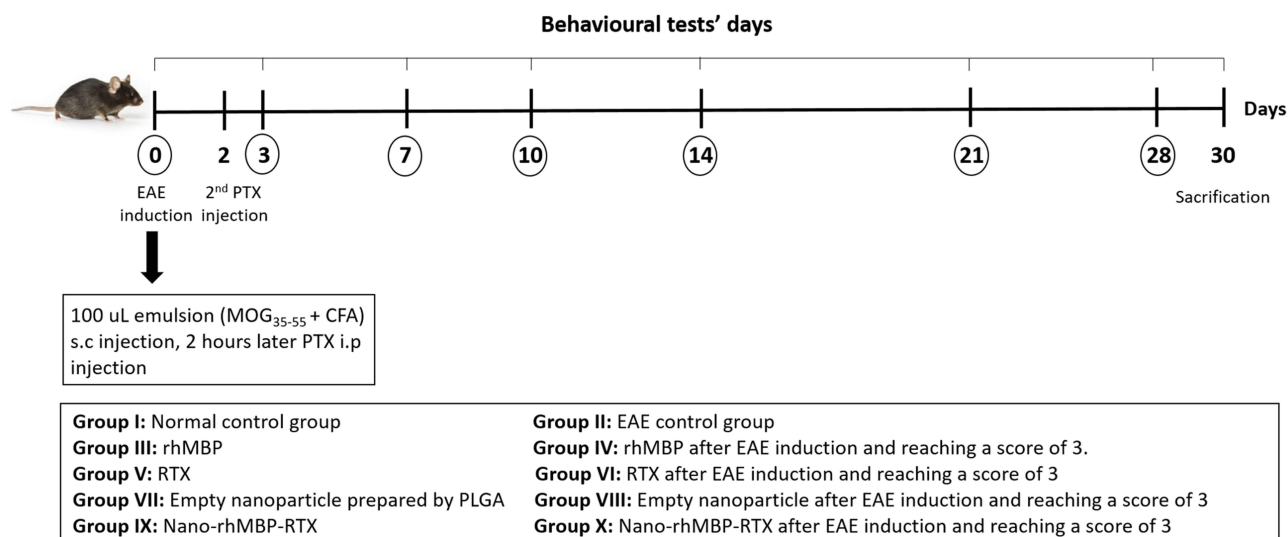 Behavioural tests' days
Days
0 2 3 7 10 14 21 28 30
EAE induction
2nd PTX injection
Sacrification
100 uL emulsion (MOG35-55 + CFA)
s.c injection, 2 hours later PTX i.p
injection
Group I: Normal control group
Group II: EAE control group
Group III: rhMBP
Group IV: rhMBP after EAE induction and reaching a score of 3.
Group V: RTX
Group VI: RTX after EAE induction and reaching a score of 3
Group VII: Empty nanoparticle prepared by PLGA
Group VIII: Empty nanoparticle after EAE induction and reaching a score of 3
Group IX: Nano-rhMBP-RTX
Group X: Nano-rhMBP-RTX after EAE induction and reaching a score of 3